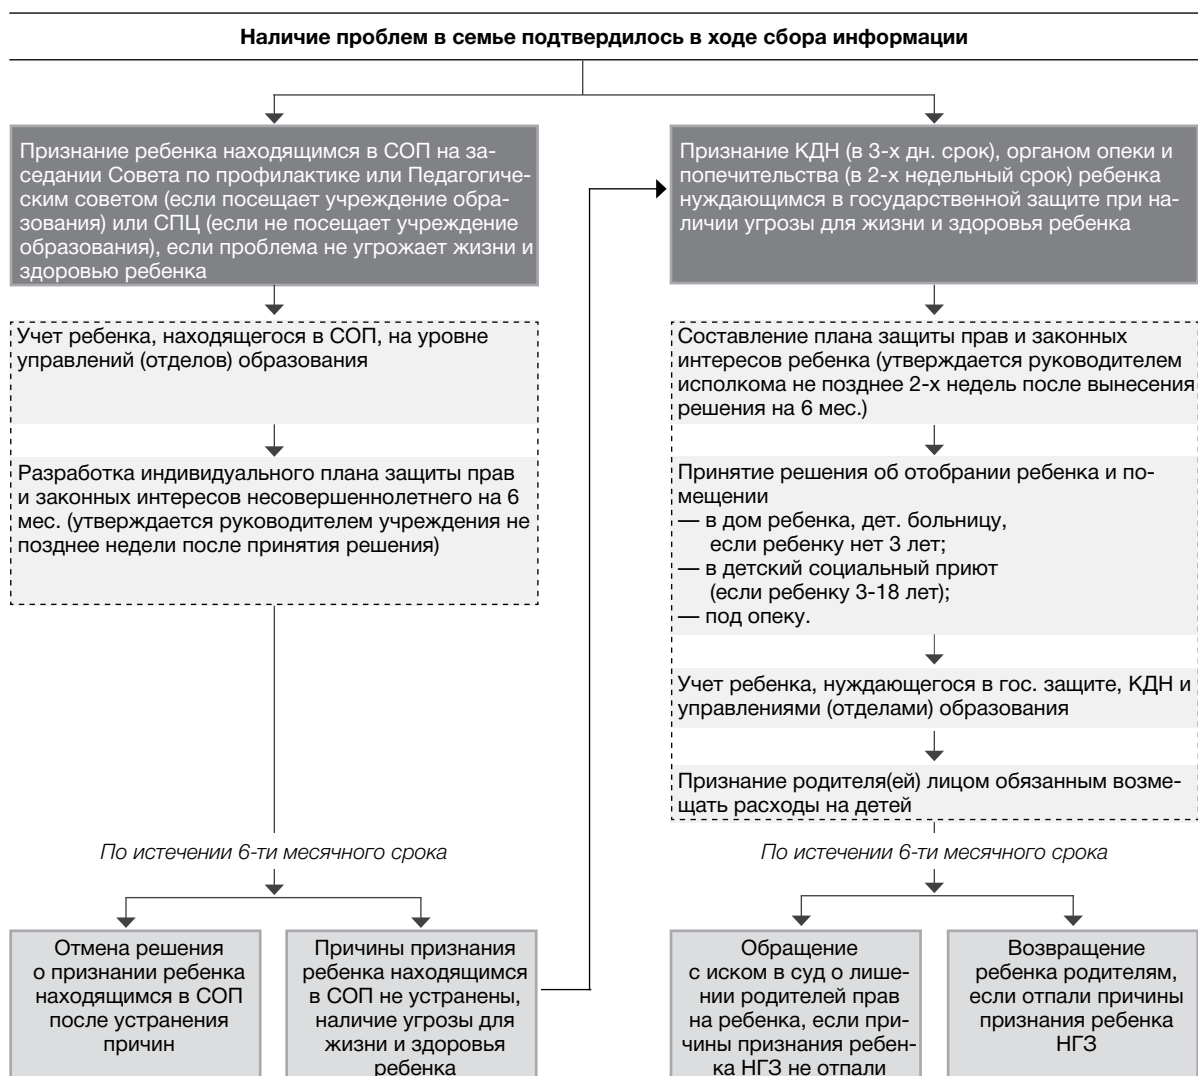 Наличие проблем в семье подтвердилось в ходе сбора информации
Признание ребенка находящимся в СОП на за-
седании Совета по профилактике или Педагогиче-
ским советом (если посещает учреждение обра-
зования) или СПЦ (если не посещает учреждение
образования), если проблема не угрожает жизни и
здоровью ребенка
Признание КДН (в 3-х дн. срок), органом опеки и
попечительства (в 2-х недельный срок) ребенка
нуждающимся в государственной защите при на-
личии угрозы для жизни и здоровья ребенка
Учет ребенка, находящегося в СОП, на уровне
управлений (отделов) образования
Разработка индивидуального плана защиты прав
и законных интересов несовершеннолетнего на 6
мес. (утверждается руководителем учреждения не
позднее недели после принятия решения)
Составление плана защиты прав и законных
интересов ребенка (утверждается руководителем
исполкома не позднее 2-х недель после вынесения
решения на 6 мес.)
Принятие решения об отобрании ребенка и по-
мещении
— в дом ребенка, дет. больницу,
если ребенку нет 3 лет;
— в детский социальный приют
(если ребенку 3-18 лет);
— под опеку.
Учет ребенка, нуждающегося в гос. защите, КДН и
управлениями (отделами) образования
Признание родителя(ей) лицом обязанным возме-
щать расходы на детей
По истечении 6-ти месячного срока
По истечении 6-ти месячного срока
Отмена решения
о признании ребенка
находящимся в СОП
после устранения
причин
Причины признания
ребенка находящимся
в СОП не устранены,
наличие угрозы для
жизни и здоровья
ребенка
Обращение
с иском в суд о лише-
нии родителей прав
на ребенка, если при-
чины признания ребен-
ка НГЗ не отпали
Возвращение
ребенка родителям,
если отпали причины
признания ребенка
НГЗ